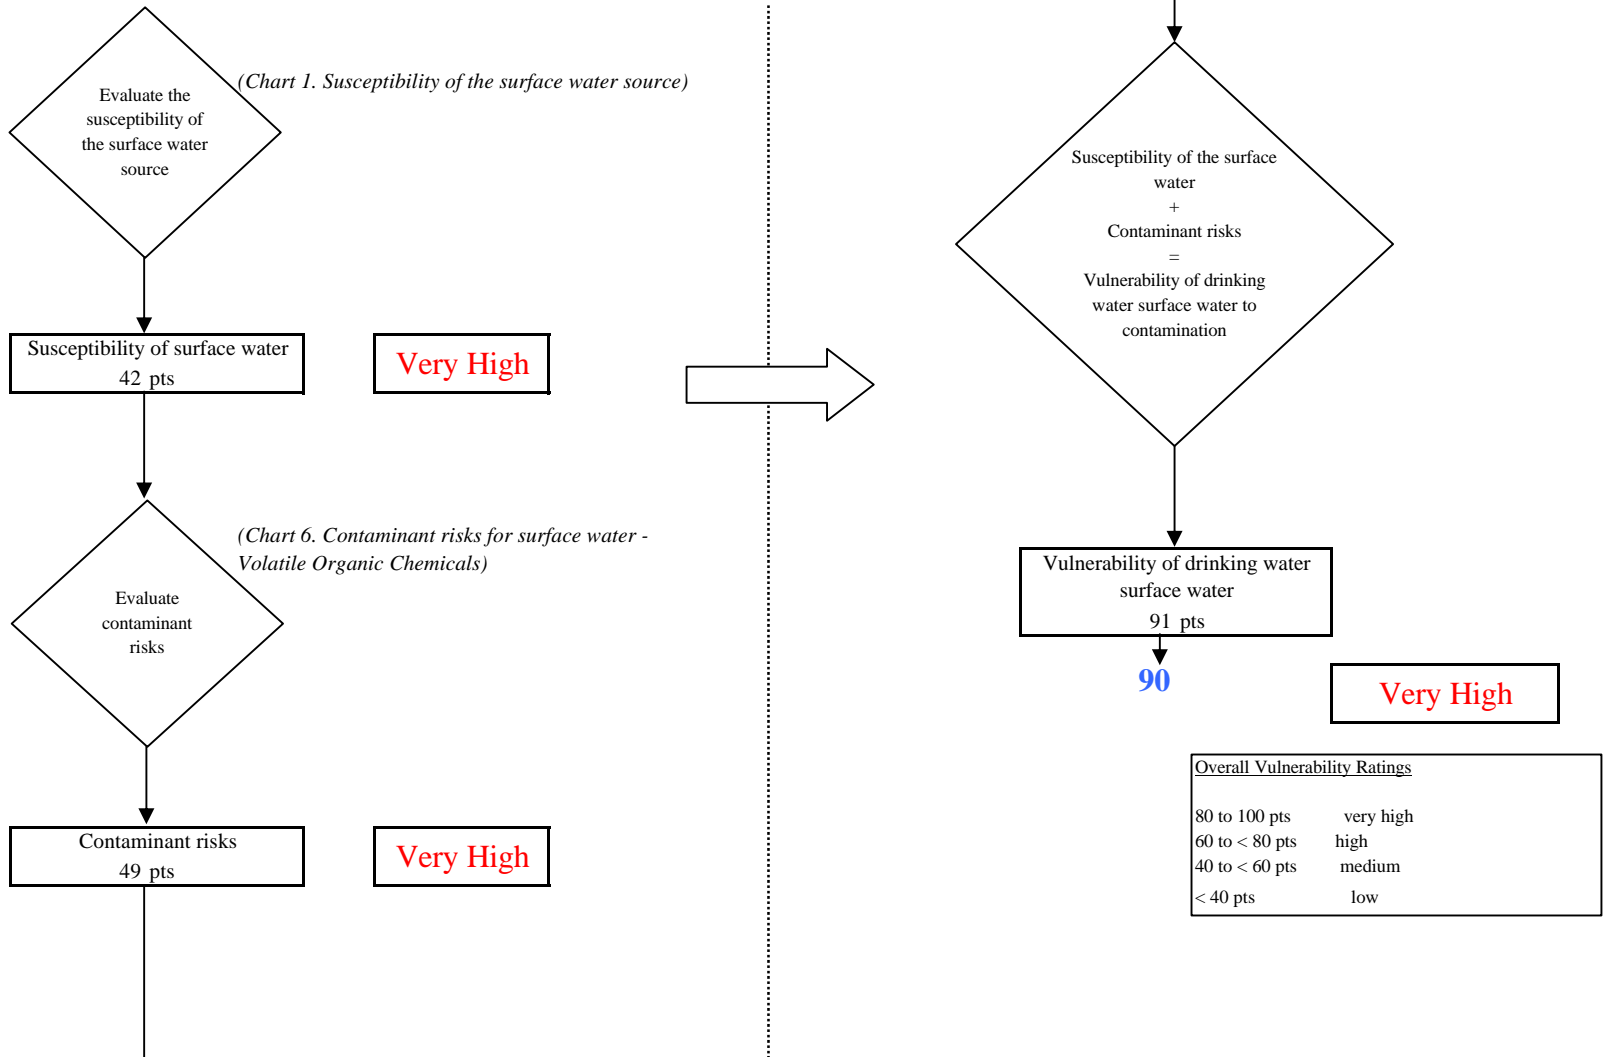 Evaluate the
susceptibility of
the surface water
source
(Chart 1. Susceptibility of the surface water source)
Susceptibility of surface water
42 pts
Very High
(Chart 6. Contaminant risks for surface water -
Volatile Organic Chemicals)
Evaluate
contaminant
risks
Contaminant risks
49 pts
Very High
Susceptibility of the surface
water
+
Contaminant risks
=
Vulnerability of drinking
water surface water to
contamination
Vulnerability of drinking water
surface water
91 pts
90
Very High
Overall Vulnerability Ratings
80 to 100 pts very high
60 to < 80 pts high
40 to < 60 pts medium
< 40 pts low